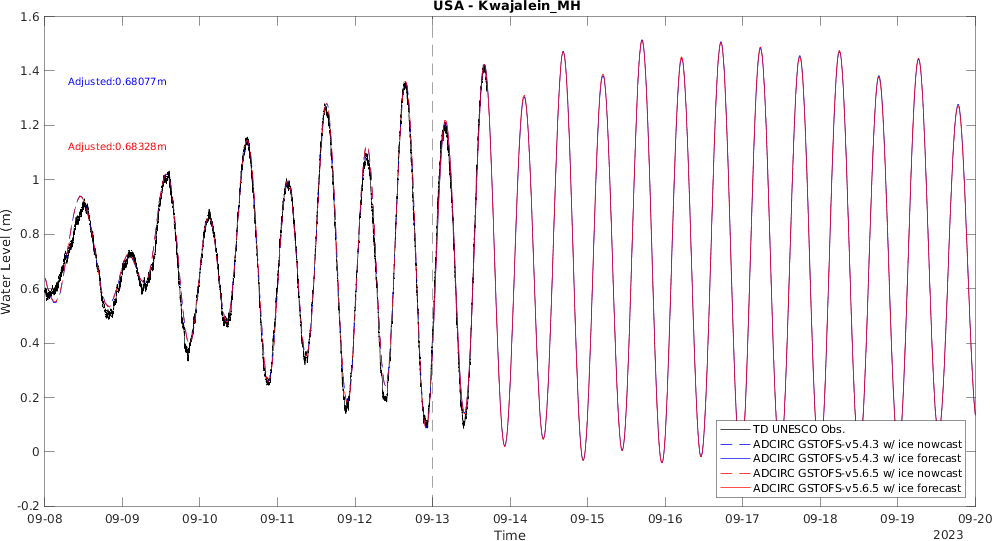 USA - Kwajalein_MH
1.6
1.4
1.2
1
0.8
0.6
0.4
0.2
0
-0.2
Water Level (m)
Adjusted:0.68077m
Adjusted:0.68328m
TD UNESCO Obs.
ADCIRC GSTOFS-v5.4.3 w/ ice nowcast
ADCIRC GSTOFS-v5.4.3 w/ ice forecast
ADCIRC GSTOFS-v5.6.5 w/ ice nowcast
ADCIRC GSTOFS-v5.6.5 w/ ice forecast
09-08 09-09 09-10 09-11 09-12 09-13 09-14 09-15 09-16 09-17 09-18 09-19 09-20
Time
2023